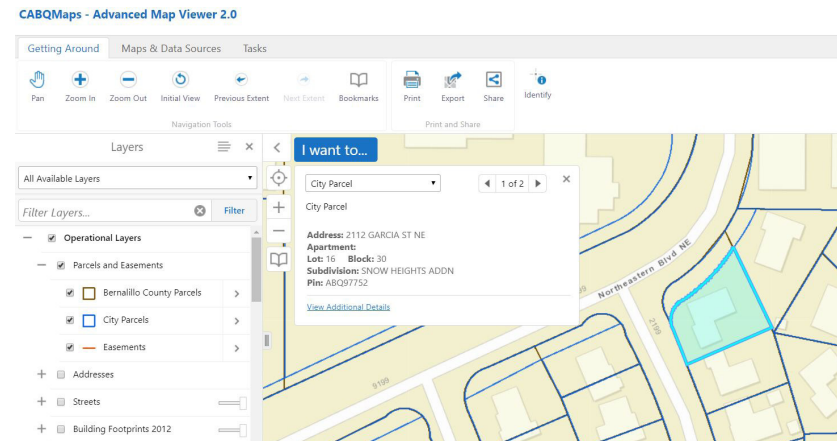 CABQMaps - Advanced Map Viewer 2.0
Getting Around Maps & Data Sources Tasks
Pan Zoom In Zoom Out Initial View Previous Extent Next Extent Bookmarks Print Export Share Identify
Navigation Tools Print and Share
Layers
All Available Layers
Filter Layers... Filter
Operational Layers
Parcels and Easements
Bernalillo County Parcels
City Parcels
Easements
Addresses
Streets
Building Footprints 2012
I want to...
City Parcel 1 of 2
City Parcel
Address: 2112 GARCIA ST NE
Apartment:
Lot: 16 Block: 30
Subdivision: SNOW HEIGHTS ADDN
Pin: ABQ97752
View Additional Details
Northeastern Blvd NE
2199
9199